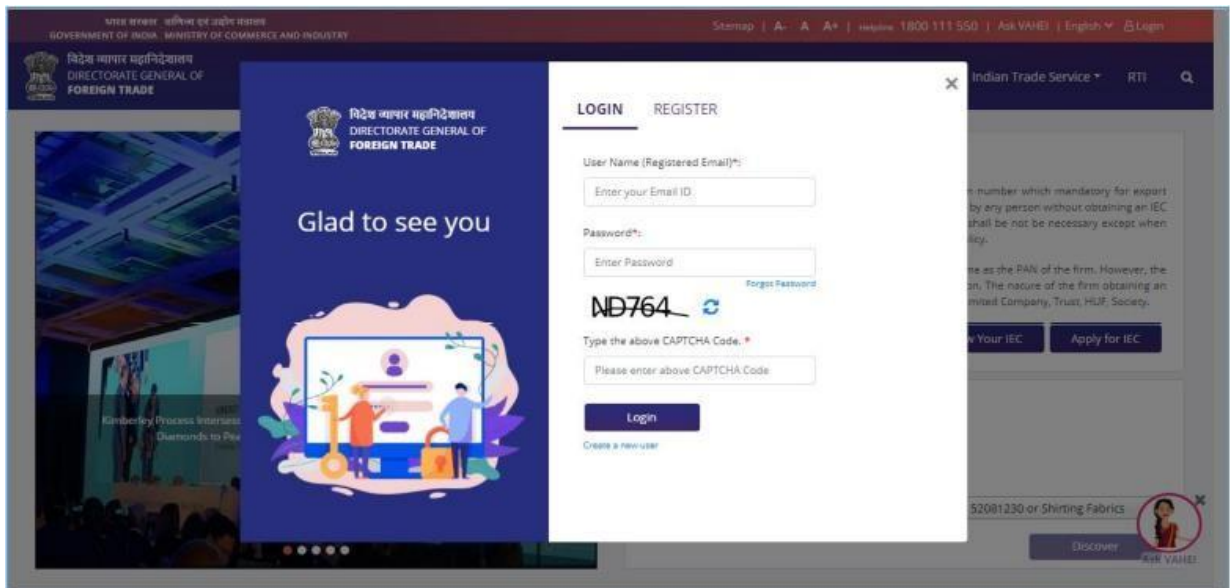 भारत सरकार वाणिज्य एवं उद्योग मंत्रालय
GOVERNMENT OF INDIA MINISTRY OF COMMERCE AND INDUSTRY
Sitemap | A- A A+ | Helpline 1800 111 550 | Ask VAHEI | English Login
विदेश व्यापार महानिदेशालय
DIRECTORATE GENERAL OF
FOREIGN TRADE
Indian Trade Service RTI
विदेश व्यापार महानिदेशालय
DIRECTORATE GENERAL OF
FOREIGN TRADE
Glad to see you
LOGIN REGISTER
User Name (Registered Email)*:
Enter your Email ID
Password*:
Enter Password
Forgot Password
ND764
Type the above CAPTCHA Code. *
Please enter above CAPTCHA Code
Login
Create a new user
number which mandatory for export
by any person without obtaining an IEC
shall be not be necessary except when
as the PAN of the firm. However, the
The nature of the firm obtaining an
Company, Trust, HUF, Society.
Your IEC
Apply for IEC
Kimberley Process
Diamonds to
52081230 or Shirting Fabrics
Discover
Ask VAHEI